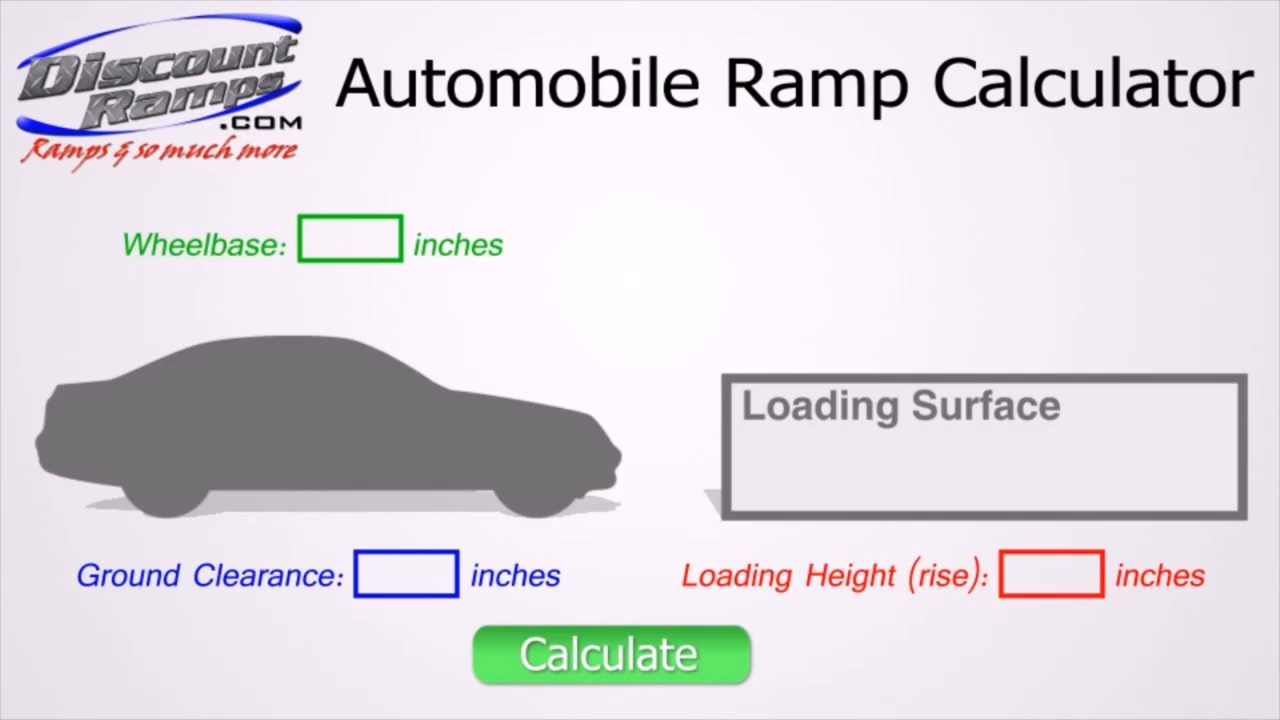 Discount
Ramps
.COM
Ramps & so much more
Automobile Ramp Calculator
Wheelbase: inches
Loading Surface
Ground Clearance: inches
Loading Height (rise): inches
Calculate